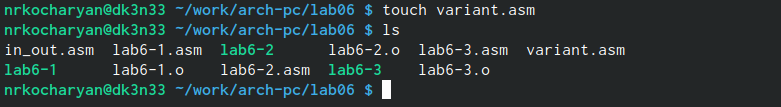 nrkocharyan@dk3n33 ~/work/arch-pc/lab06 $ touch variant.asm
nrkocharyan@dk3n33 ~/work/arch-pc/lab06 $ ls
in_out.asm lab6-1.asm lab6-2 lab6-2.o lab6-3.asm variant.asm
lab6-1 lab6-1.o lab6-2.asm lab6-3 lab6-3.o
nrkocharyan@dk3n33 ~/work/arch-pc/lab06 $